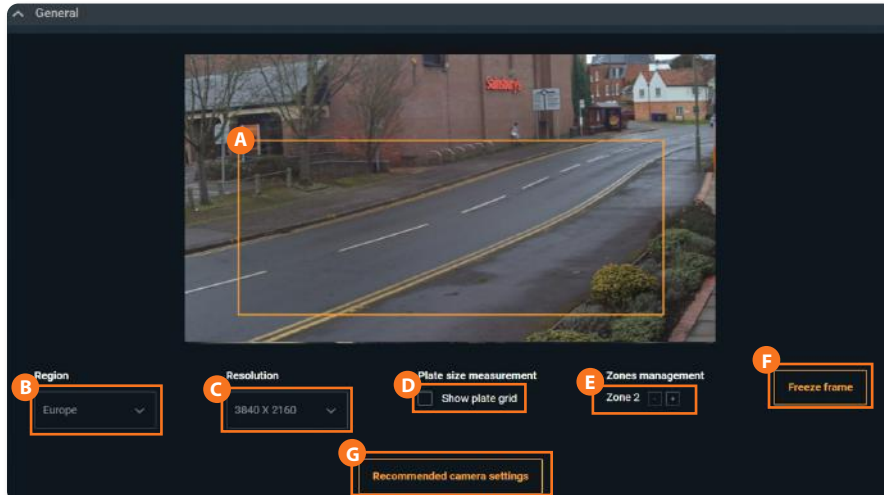 General
Sainsbury's
A
Region
Resolution
Plate size measurement
Zones management
F
B
C
D
E
Europe
3840 X 2160
Show plate grid
Zone 2 - +
Freeze frame
G
Recommended camera settings